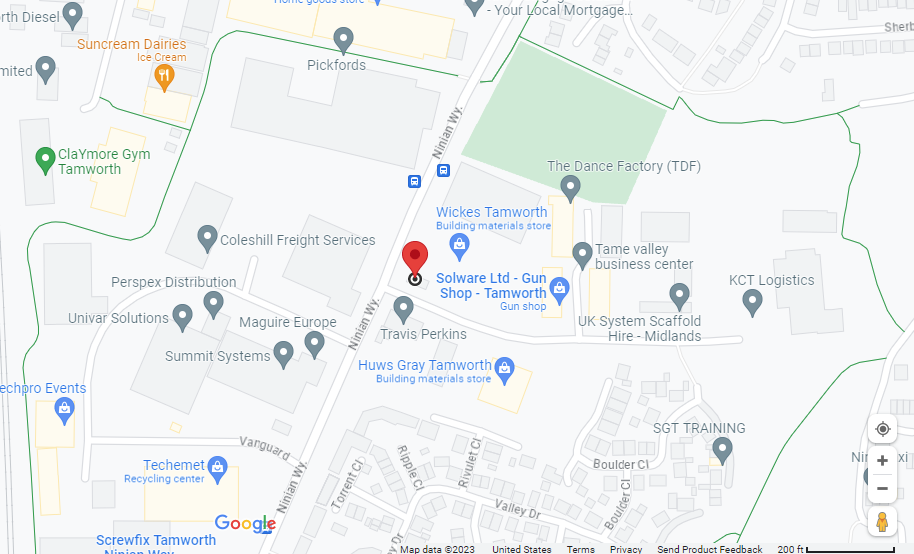 Home goods store
- Your Local Mortgage...
rth Diesel
Suncream Dairies
Ice Cream
Pickfords
mited
Ninian Wy.
ClaYmore Gym
Tamworth
The Dance Factory (TDF)
Wickes Tamworth
Building materials store
Coleshill Freight Services
Tame valley
business center
Perspex Distribution
Solware Ltd - Gun
Shop - Tamworth
Gun shop
KCT Logistics
Univar Solutions
Maguire Europe
Ninian Wy.
Travis Perkins
UK System Scaffold
Hire - Midlands
Summit Systems
Huws Gray Tamworth
Building materials store
echpro Events
SGT TRAINING
Vanguard
Ripple Cl
Rivulet Cl
Boulder Cl
Techemet
Recycling center
Ninian Wy.
Torrent Cl
Boulder Cl
Valley Dr
ey Dr
Google
Screwfix Tamworth
Ninian Way
Map data ©2023 United States Terms Privacy Send Product Feedback 200 ft